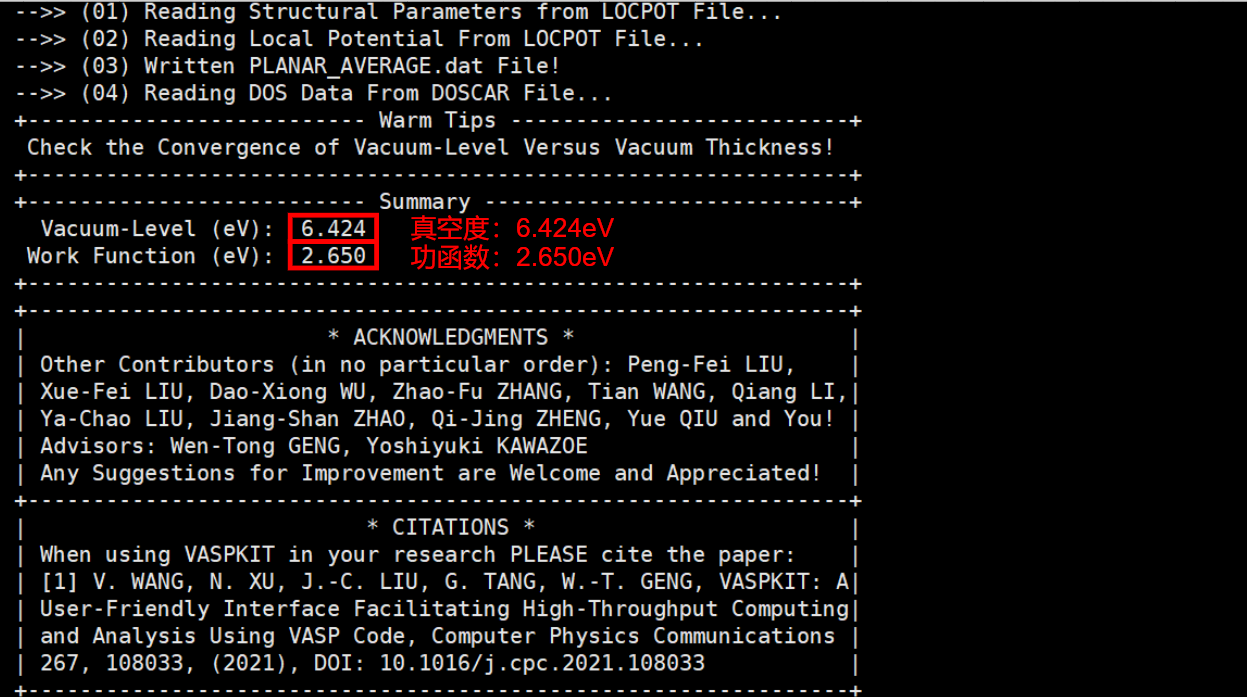 -->> (01) Reading Structural Parameters from LOCPOT File...
-->> (02) Reading Local Potential From LOCPOT File...
-->> (03) Written PLANAR_AVERAGE.dat File!
-->> (04) Reading DOS Data From DOSCAR File...
+-------------------------- Warm Tips --------------------------+
Check the Convergence of Vacuum-Level Versus Vacuum Thickness!
+---------------------------------------------------------------+
+-------------------------- Summary ----------------------------+
Vacuum-Level (eV): 6.424 真空度：6.424eV
Work Function (eV): 2.650 功函数：2.650eV
+---------------------------------------------------------------+
+---------------------------------------------------------------+
| * ACKNOWLEDGMENTS * |
| Other Contributors (in no particular order): Peng-Fei LIU, |
| Xue-Fei LIU, Dao-Xiong WU, Zhao-Fu ZHANG, Tian WANG, Qiang LI,|
| Ya-Chao LIU, Jiang-Shan ZHAO, Qi-Jing ZHENG, Yue QIU and You! |
| Advisors: Wen-Tong GENG, Yoshiyuki KAWAZOE |
| Any Suggestions for Improvement are Welcome and Appreciated! |
+---------------------------------------------------------------+
| * CITATIONS * |
| When using VASPKIT in your research PLEASE cite the paper: |
| [1] V. WANG, N. XU, J.-C. LIU, G. TANG, W.-T. GENG, VASPKIT: A|
| User-Friendly Interface Facilitating High-Throughput Computing|
| and Analysis Using VASP Code, Computer Physics Communications |
| 267, 108033, (2021), DOI: 10.1016/j.cpc.2021.108033 |
+---------------------------------------------------------------+